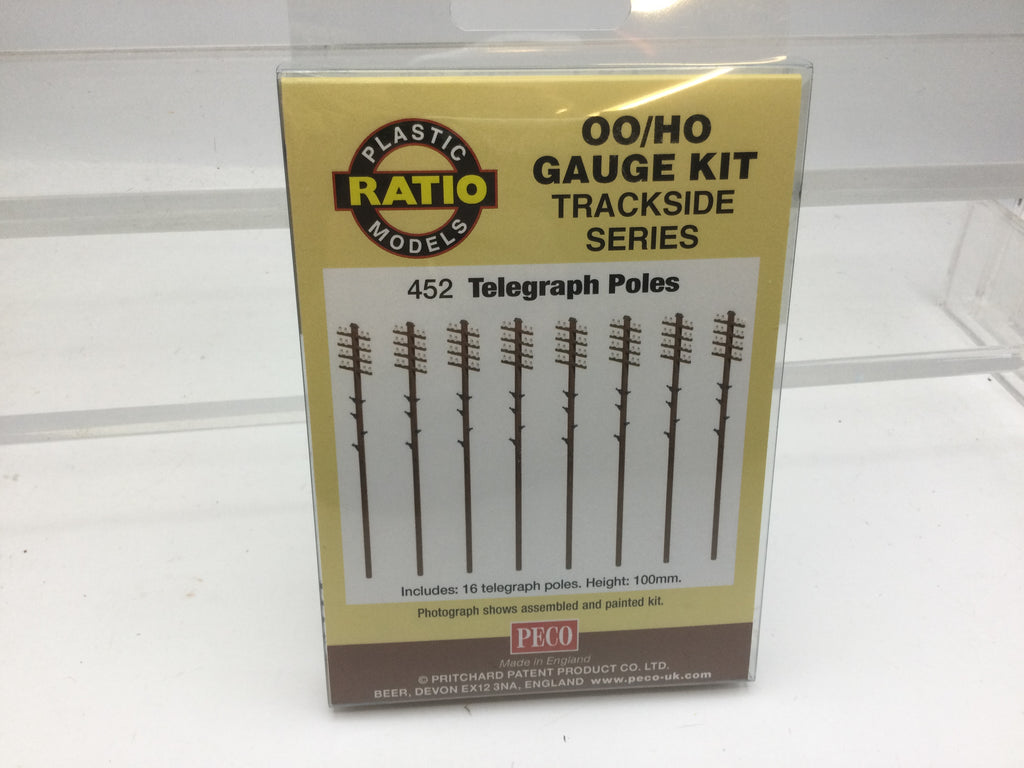 PLASTIC
RATIO
MODELS
OO/HO
GAUGE KIT
TRACKSIDE
SERIES
452 Telegraph Poles
Includes: 16 telegraph poles. Height: 100mm.
Photograph shows assembled and painted kit.
PECO
Made in England
© PRITCHARD PATENT PRODUCT CO. LTD.
BEER, DEVON EX12 3NA, ENGLAND www.peco-uk.com